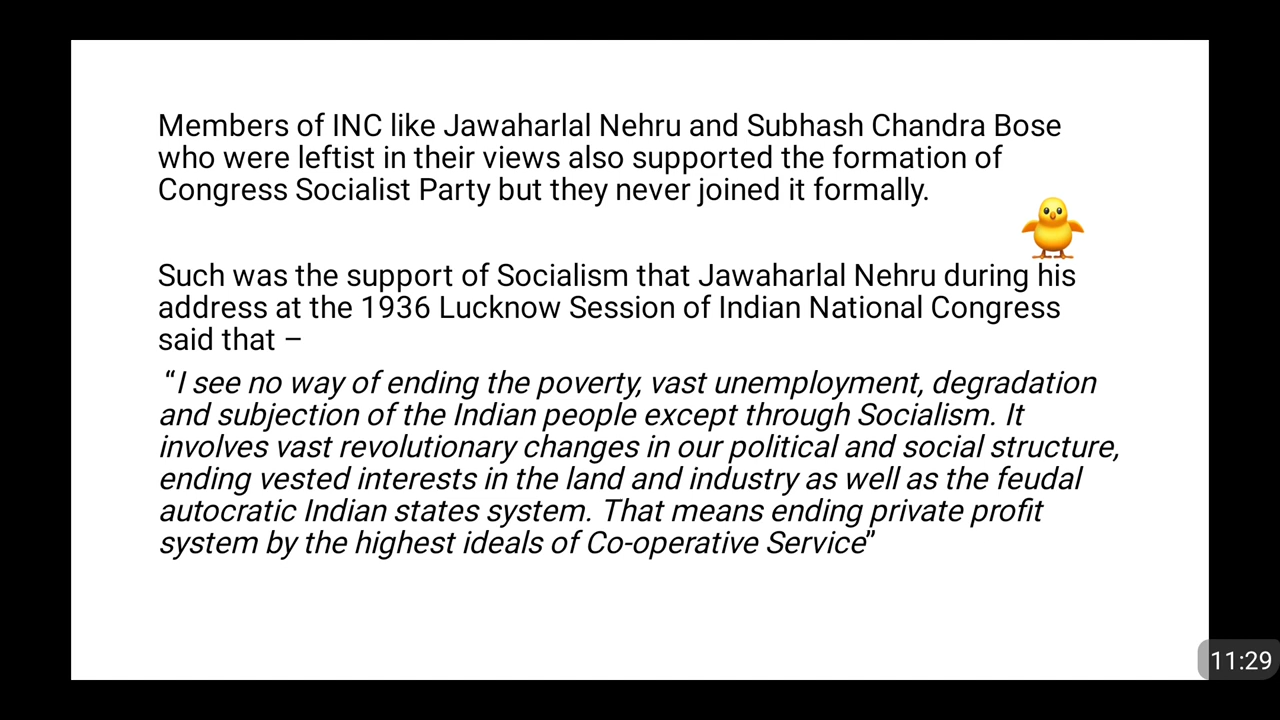 Members of INC like Jawaharlal Nehru and Subhash Chandra Bose
who were leftist in their views also supported the formation of
Congress Socialist Party but they never joined it formally.
Such was the support of Socialism that Jawaharlal Nehru during his
address at the 1936 Lucknow Session of Indian National Congress
said that –
“I see no way of ending the poverty, vast unemployment, degradation
and subjection of the Indian people except through Socialism. It
involves vast revolutionary changes in our political and social structure,
ending vested interests in the land and industry as well as the feudal
autocratic Indian states system. That means ending private profit
system by the highest ideals of Co-operative Service”
11:29